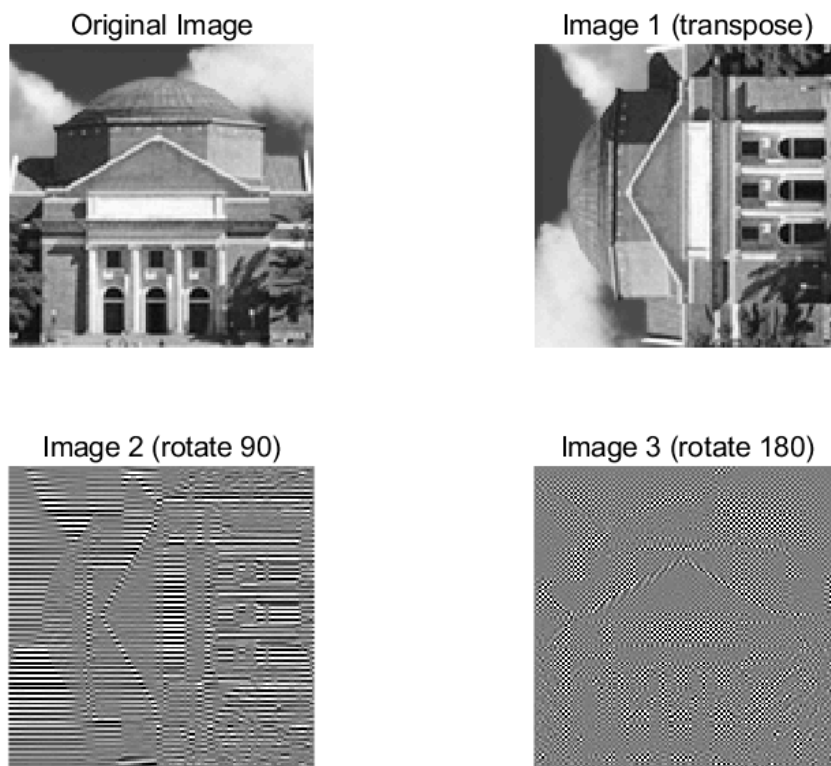 Original Image
Image 1 (transpose)
Image 2 (rotate 90)
Image 3 (rotate 180)